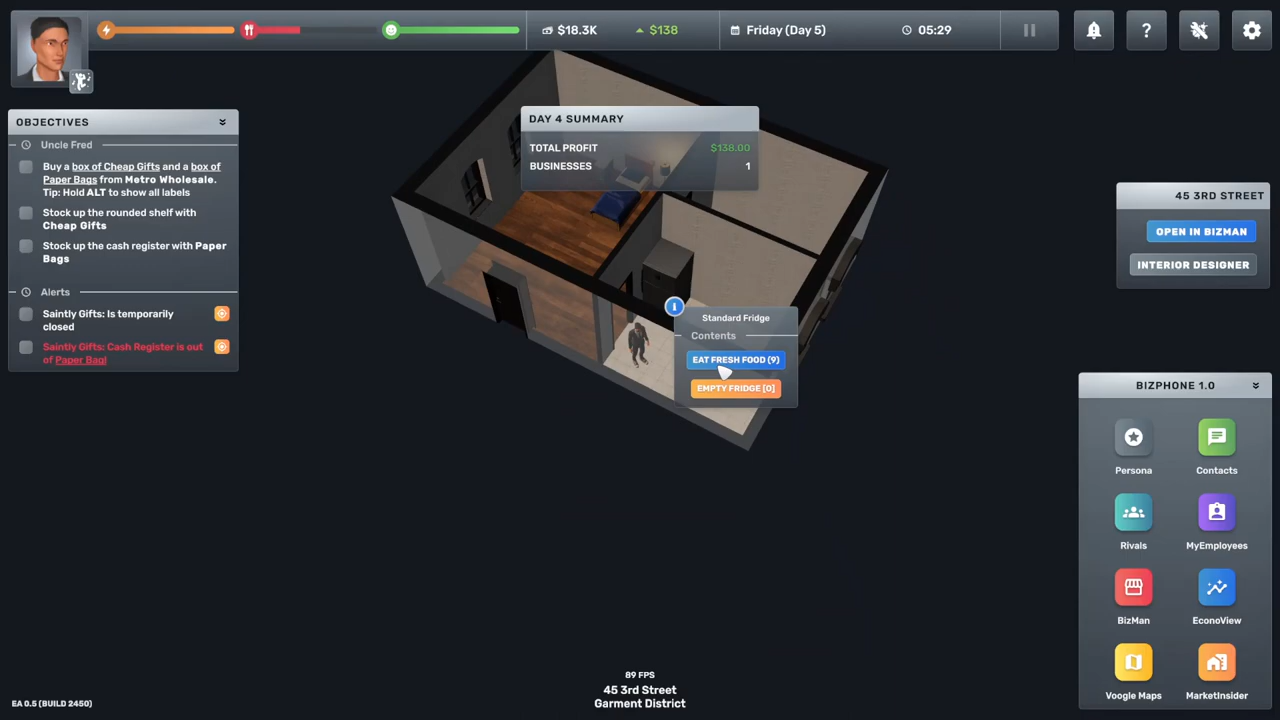 $18.3K
$138
Friday (Day 5)
05:29
?
OBJECTIVES
Uncle Fred
Buy a box of Cheap Gifts and a box of
Paper Bags from Metro Wholesale.
Tip: Hold ALT to show all labels
Stock up the rounded shelf with
Cheap Gifts
Stock up the cash register with Paper
Bags
Alerts
Saintly Gifts: Is temporarily
closed
Saintly Gifts: Cash Register is out
of Paper Bag!
DAY 4 SUMMARY
TOTAL PROFIT $138.00
BUSINESSES 1
i
Standard Fridge
Contents
EAT FRESH FOOD (9)
EMPTY FRIDGE [0]
45 3RD STREET
OPEN IN BIZMAN
INTERIOR DESIGNER
BIZPHONE 1.0
Persona Contacts
Rivals MyEmployees
BizMan EconoView
Voogle Maps MarketInsider
89 FPS
45 3rd Street
Garment District
EA 0.5 (BUILD 2450)